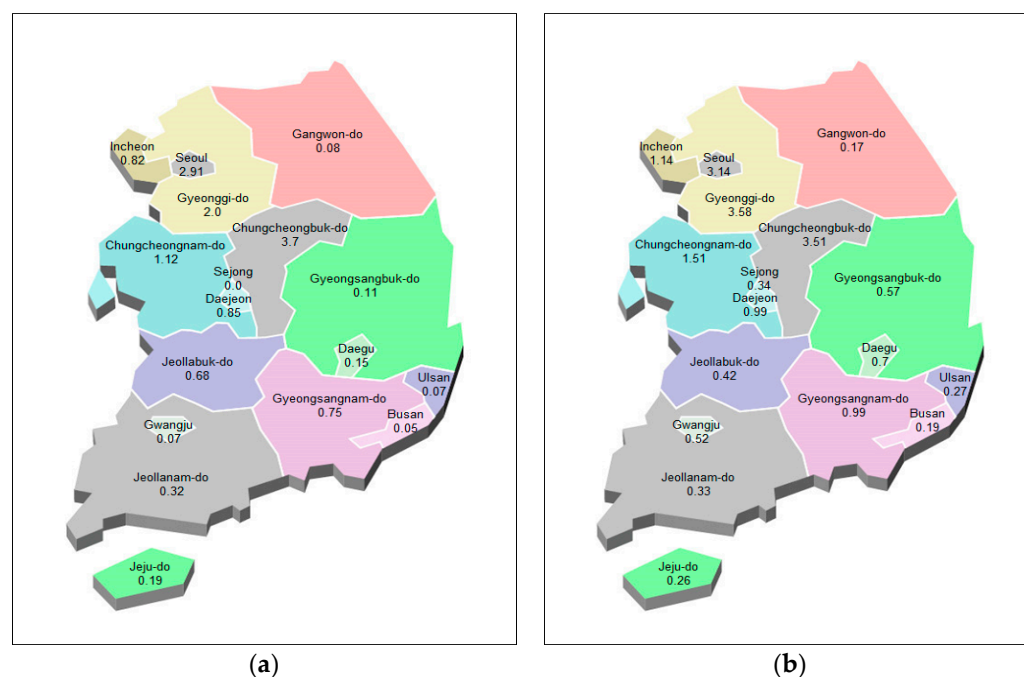 Gangwon-do
0.08
Incheon
0.82
Seoul
2.91
Gyeonggi-do
2.0
Chungcheongbuk-do
3.7
Chungcheongnam-do
1.12
Sejong
0.0
Daejeon
0.85
Gyeongsangbuk-do
0.11
Daegu
0.15
Jeollabuk-do
0.68
Ulsan
0.07
Gyeongsangnam-do
0.75
Busan
0.05
Gwangju
0.07
Jeollanam-do
0.32
Jeju-do
0.19
(a)
Gangwon-do
0.17
Incheon
1.14
Seoul
3.14
Gyeonggi-do
3.58
Chungcheongbuk-do
3.51
Chungcheongnam-do
1.51
Sejong
0.34
Daejeon
0.99
Gyeongsangbuk-do
0.57
Daegu
0.7
Jeollabuk-do
0.42
Ulsan
0.27
Gyeongsangnam-do
0.99
Busan
0.19
Gwangju
0.52
Jeollanam-do
0.33
Jeju-do
0.26
(b)